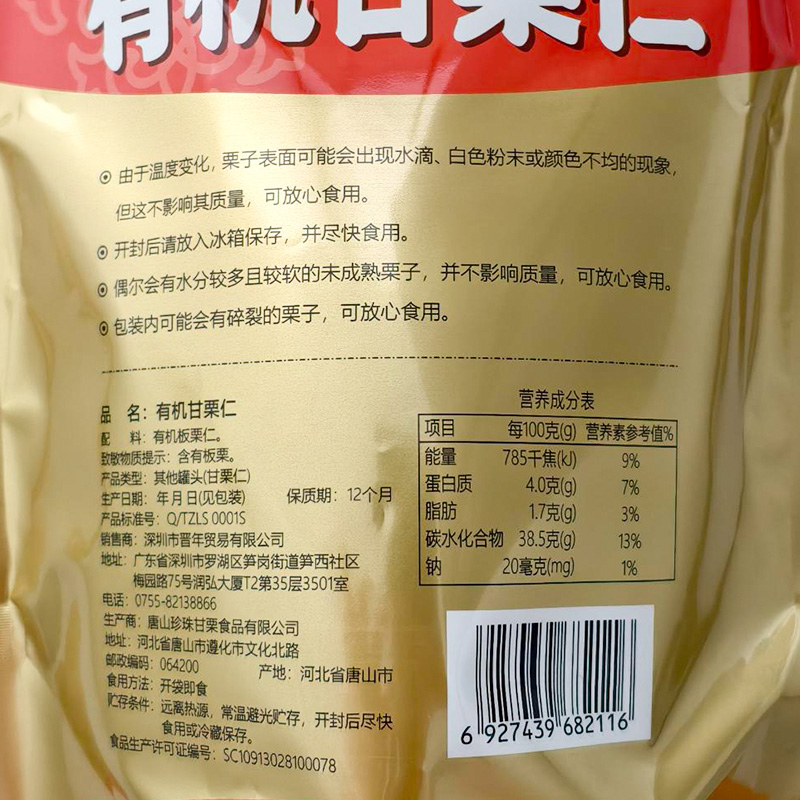 有机甘栗仁
⊙ 由于温度变化，栗子表面可能会出现水滴、白色粉末或颜色不均的现象，
但这不影响其质量，可放心食用。
⊙ 开封后请放入冰箱保存，并尽快食用。
⊙ 偶尔会有水分较多且较软的未成熟栗子，并不影响质量，可放心食用。
⊙ 包装内可能会有碎裂的栗子，可放心食用。
品 名：有机甘栗仁
配 料：有机板栗仁。
致敏物质提示：含有板栗。
产品类型：其他罐头(甘栗仁)
生产日期：年月日(见包装) 保质期：12个月
产品标准号：Q/TZLS 0001S
销售商：深圳市晋年贸易有限公司
地址：广东省深圳市罗湖区笋岗街道笋西社区
梅园路75号润弘大厦T2第35层3501室
电话：0755-82138866
生产商：唐山珍珠甘栗食品有限公司
地址：河北省唐山市遵化市文化北路
邮政编码：064200 产地：河北省唐山市
食用方法：开袋即食
贮存条件：远离热源，常温避光贮存，开封后尽快
食用或冷藏保存。
食品生产许可证编号：SC10913028100078
营养成分表
项目 每100克(g) 营养素参考值%
能量 785千焦(kJ) 9%
蛋白质 4.0克(g) 7%
脂肪 1.7克(g) 3%
碳水化合物 38.5克(g) 13%
钠 20毫克(mg) 1%
6 927439 682116